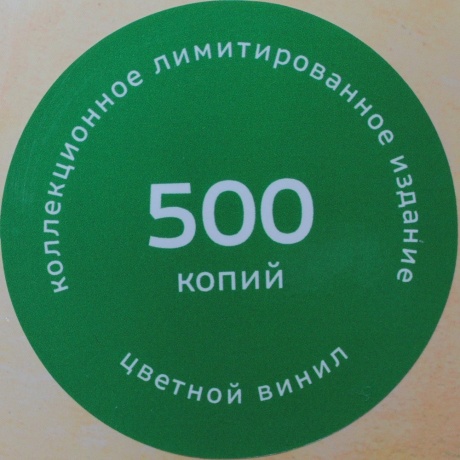 коллекционное лимитированное издание
500
копий
цветной винил